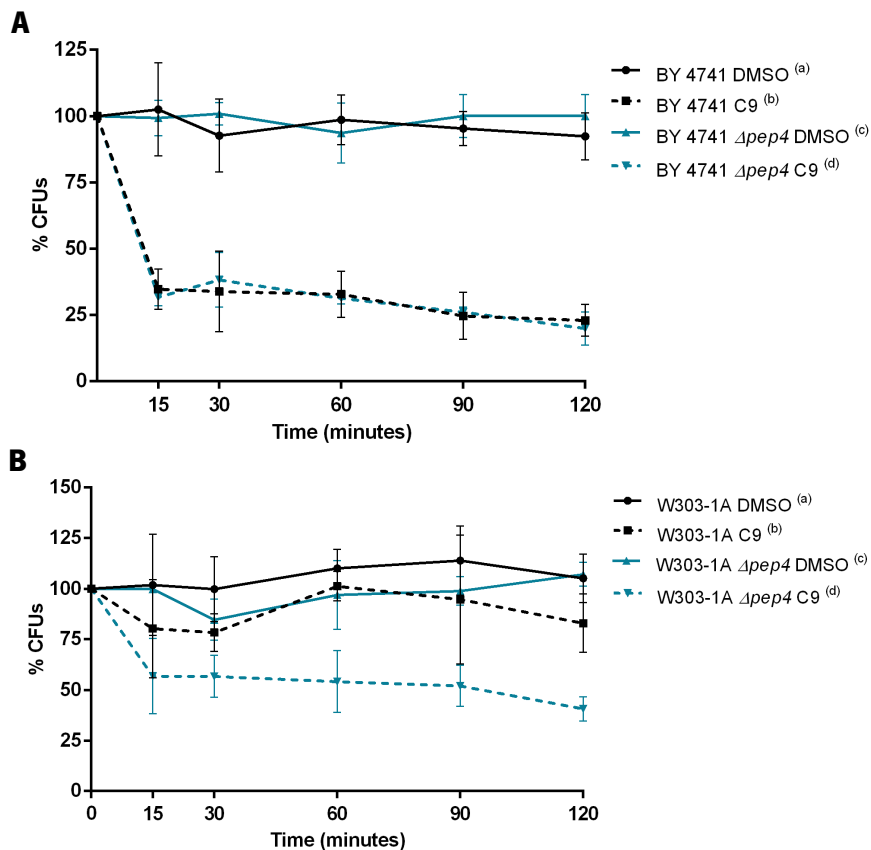 A
125
100
75
50
25
0
% CFUs
15 30 60 90 120
Time (minutes)
BY 4741 DMSO (a)
BY 4741 C9 (b)
BY 4741 Δpep4 DMSO (c)
BY 4741 Δpep4 C9 (d)
B
150
125
100
75
50
25
0
% CFUs
0 15 30 60 90 120
Time (minutes)
W303-1A DMSO (a)
W303-1A C9 (b)
W303-1A Δpep4 DMSO (c)
W303-1A Δpep4 C9 (d)